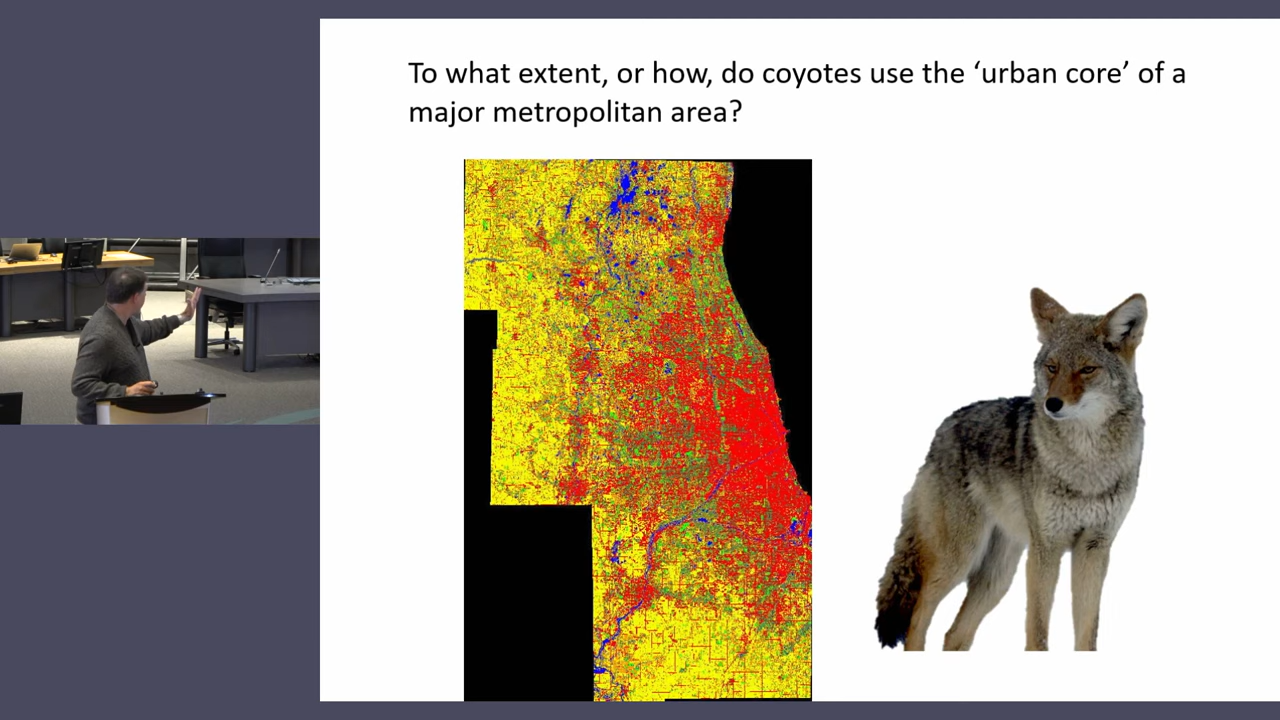 To what extent, or how, do coyotes use the ‘urban core’ of a
major metropolitan area?